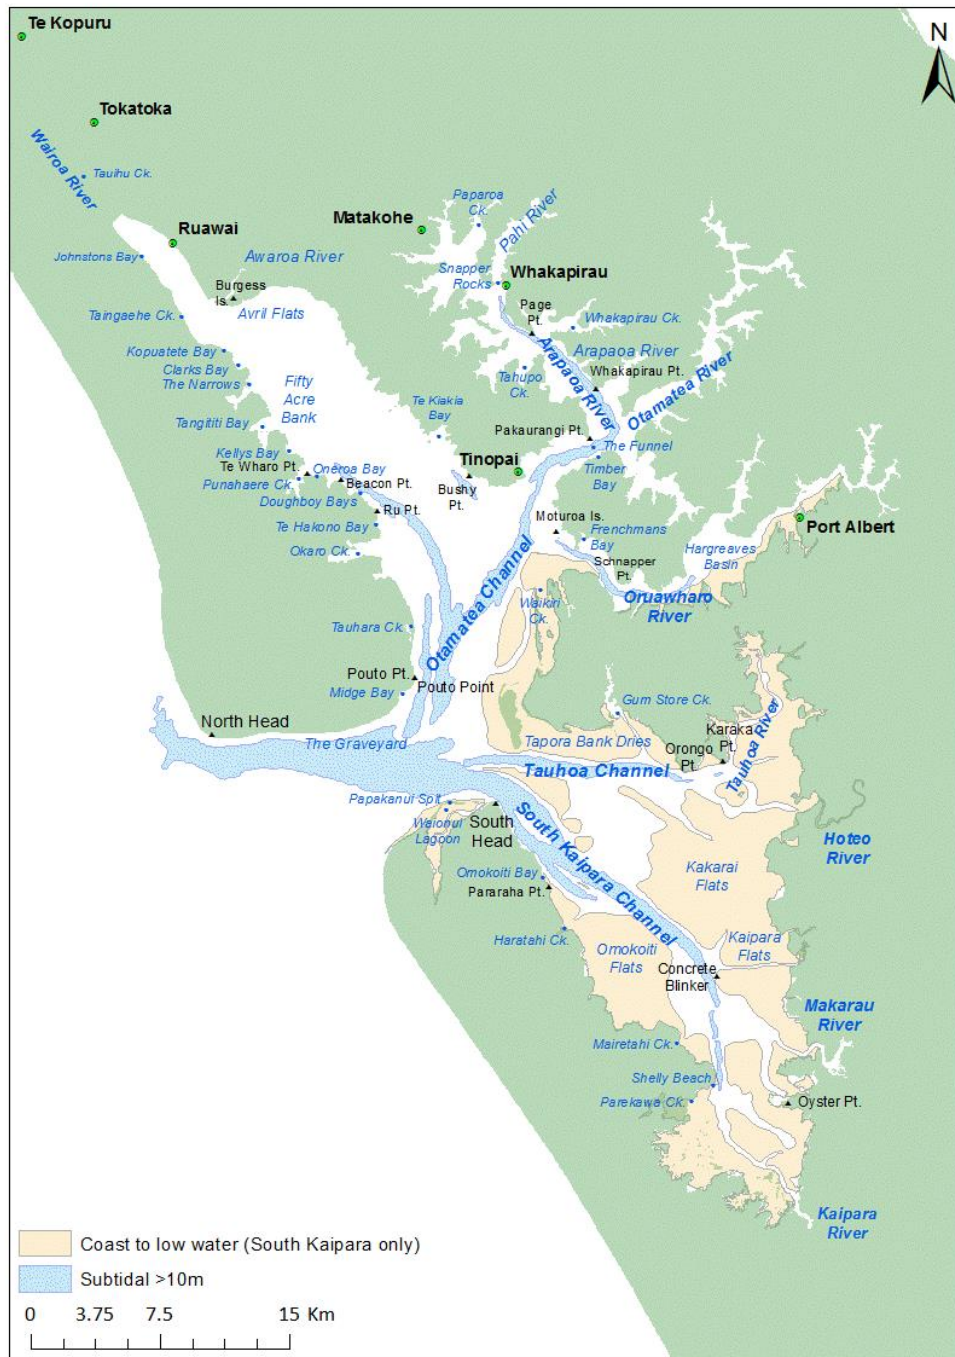 Te Kopuru
N
Tokatoka
Wairoa River
Tauihu Ck.
Paparoa
Ck.
Pahi River
Matakohe
Ruawai
Johnstons Bay
Awaroa River
Snapper
Rocks
Whakapirau
Burgess
Is.
Page
Pt.
Avril Flats
Taingaehe Ck.
Whakapirau Ck.
Arapaoa River
Arapaoa River
Kopuatete Bay
Clarks Bay
The Narrows
Whakapirau Pt.
Otamatea River
Tahupo
Ck.
Fifty
Acre
Bank
Te Kiakia
Bay
Tangititi Bay
Pakaurangi Pt.
The Funnel
Kellys Bay
Te Wharo Pt.
Oneroa Bay
Tinopai
Timber
Bay
Punahaere Ck.
Beacon Pt.
Bushy
Pt.
Doughboy Bays
Ru Pt.
Moturoa Is.
Port Albert
Te Hakono Bay
Frenchmans
Bay
Okaro Ck.
Schnapper
Pt.
Hargreaves
Basin
Otamatea Channel
Waikiri
Ck.
Oruawharo
River
Tauhara Ck.
Pouto Pt.
Pouto Point
Midge Bay
Gum Store Ck.
North Head
The Graveyard
Tapora Bank Dries
Karaka
Pt.
Orongo
Pt.
Tauhoa River
Tauhoa Channel
Papakanui Spit
Waionui
Lagoon
South
Head
South Kaipara Channel
Hoteo
River
Omokoiti Bay
Pararaha Pt.
Kakarai
Flats
Haratahi Ck.
Omokoiti
Flats
Kaipara
Flats
Concrete
Blinker
Makarau
River
Mairetahi Ck.
Shelly Beach
Parekawa Ck.
Oyster Pt.
Kaipara
River
Coast to low water (South Kaipara only)
Subtidal >10m
0 3.75 7.5 15 Km